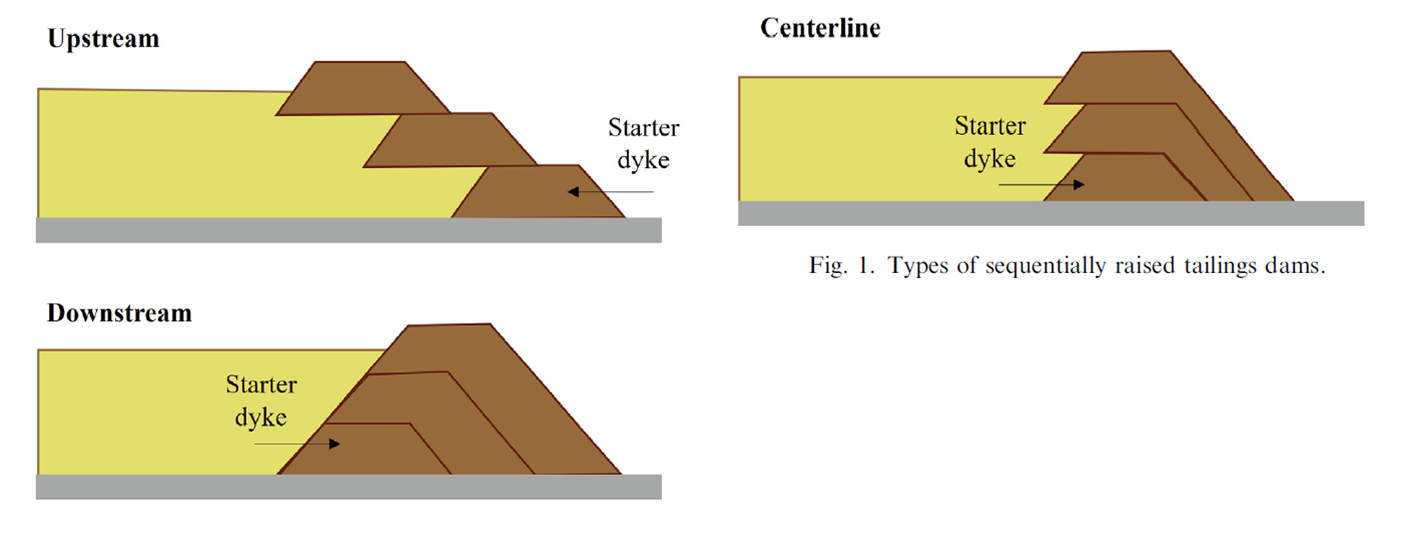 Upstream
Starter
dyke
Centerline
Starter
dyke
Fig. 1. Types of sequentially raised tailings dams.
Downstream
Starter
dyke